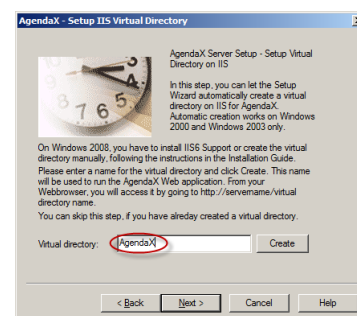 AgendaX - Setup IIS Virtual Directory
AgendaX Server Setup - Setup Virtual
Directory on IIS
In this step, you can let the Setup
Wizard automatically create a virtual
directory on IIS for AgendaX.
Automatic creation works on Windows
2000 and Windows 2003 only.
3
4
5
6
7
8
On Windows 2008, you have to install IIS6 Support or create the virtual
directory manually, following the instructions in the Installation Guide.
Please enter a name for the virtual directory and click Create. This name
will be used to run the AgendaX Web application. From your
Webbrowser, you will access it by going to http://servername/virtual
directory name.
You can skip this step, if you have alreday created a virtual directory.
Virtual directory: AgendaX Create
< Back Next > Cancel Help